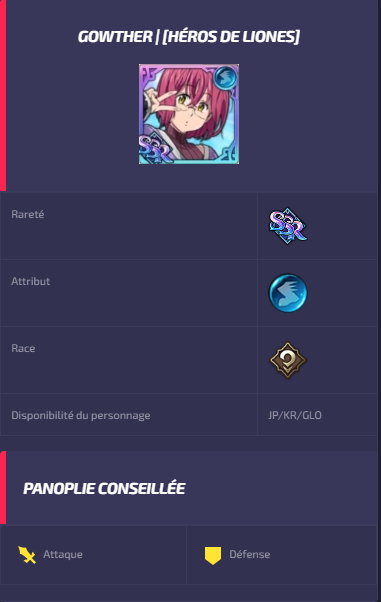 GOWTHER | [HÉROS DE LIONES]
SSR
Rareté
SSR
Attribut
Race
Disponibilité du personnage
JP/KR/GLO
PANOPLIE CONSEILLÉE
Attaque
Défense